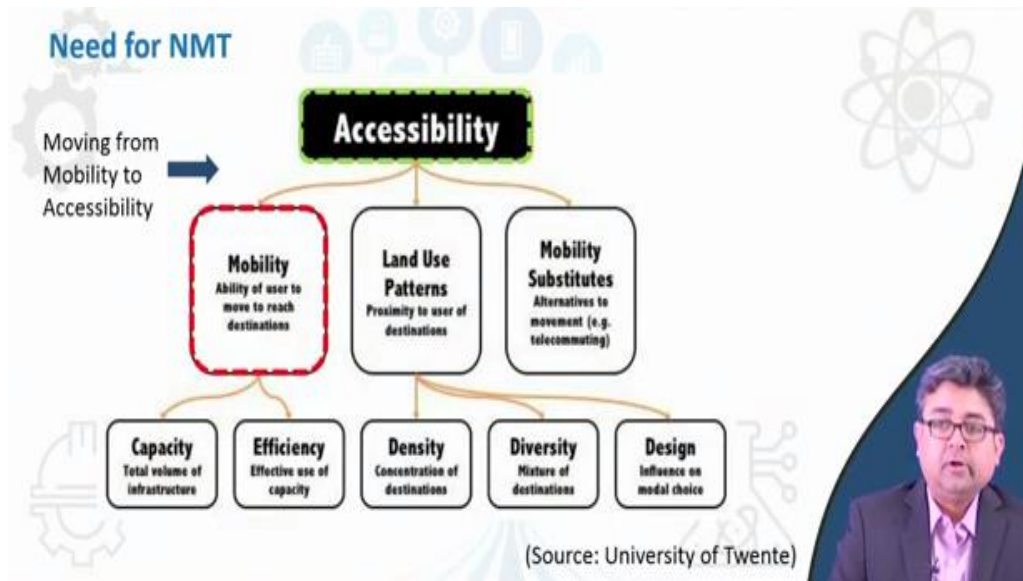 Need for NMT
Moving from
Mobility to
Accessibility
Accessibility
Mobility
Ability of user to
move to reach
destinations
Land Use
Patterns
Proximity to user of
destinations
Mobility
Substitutes
Alternatives to
movement (e.g.
telecommuting)
Capacity
Total volume of
infrastructure
Efficiency
Effective use of
capacity
Density
Concentration of
destinations
Diversity
Mixture of
destinations
Design
Influence on
modal choice
(Source: University of Twente)